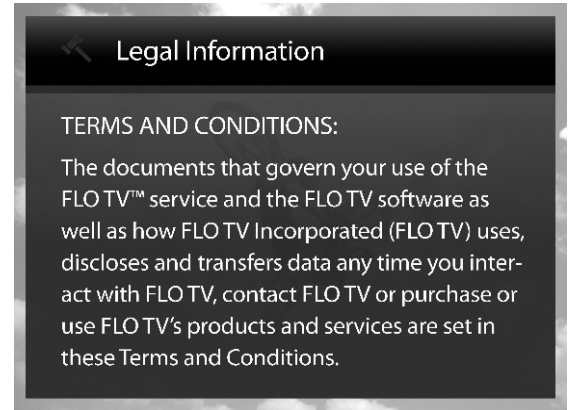 Legal Information
TERMS AND CONDITIONS:
The documents that govern your use of the
FLO TV™ service and the FLO TV software as
well as how FLO TV Incorporated (FLO TV) uses,
discloses and transfers data any time you inter-
act with FLO TV, contact FLO TV or purchase or
use FLO TV's products and services are set in
these Terms and Conditions.